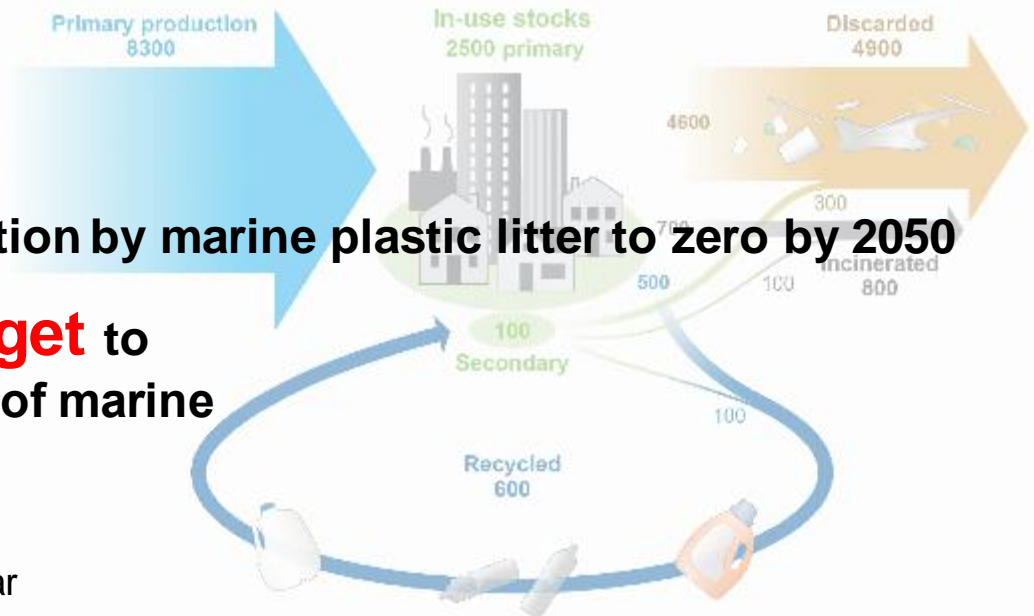 Primary production
8300
In-use stocks
2500 primary
Discarded
4900
4600
300
tion by marine plastic litter to zero by 2050
700
Incinerated
800
500
100
get to
100
Secondary
of marine
100
Recycled
600
ar